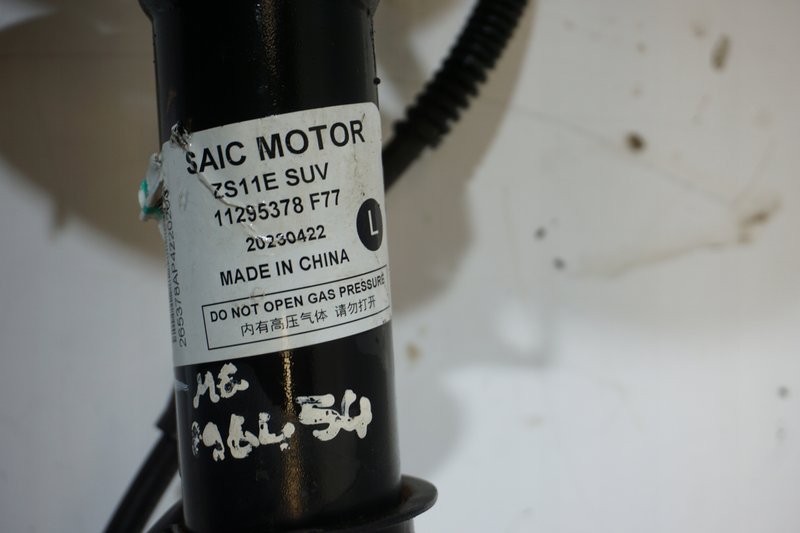 SAIC MOTOR
ZS11E SUV
11295378 F77
L
20230422
MADE IN CHINA
DO NOT OPEN GAS PRESSURE
内有高压气体 请勿打开